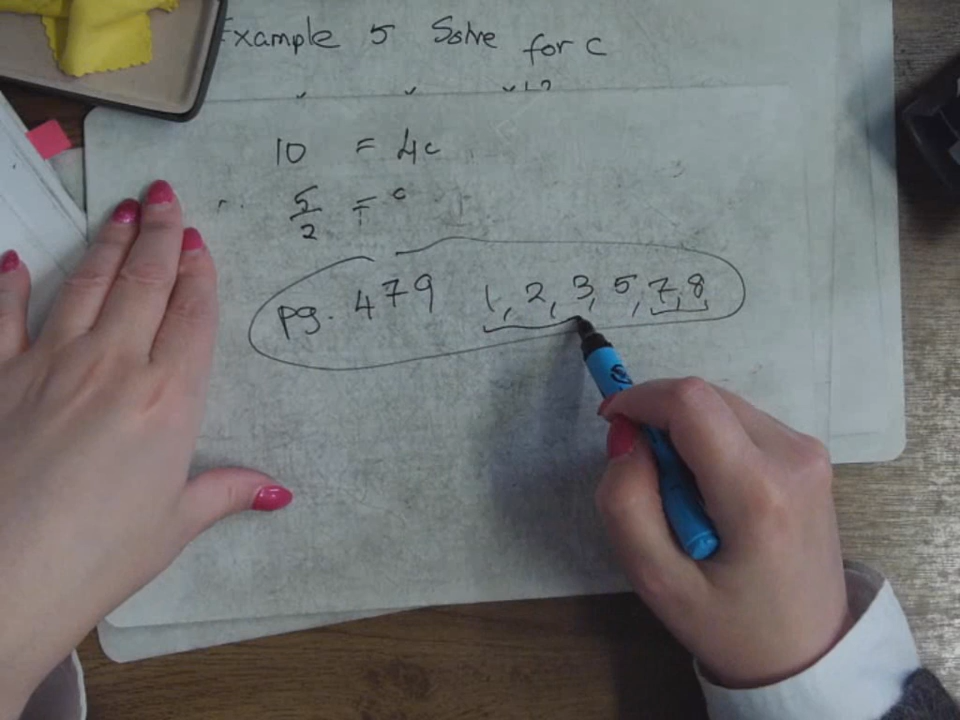 Example 5 Solve for c
10 = 4c
∴ 5/2 = c
pg. 479 1, 2, 3, 5, 7, 8